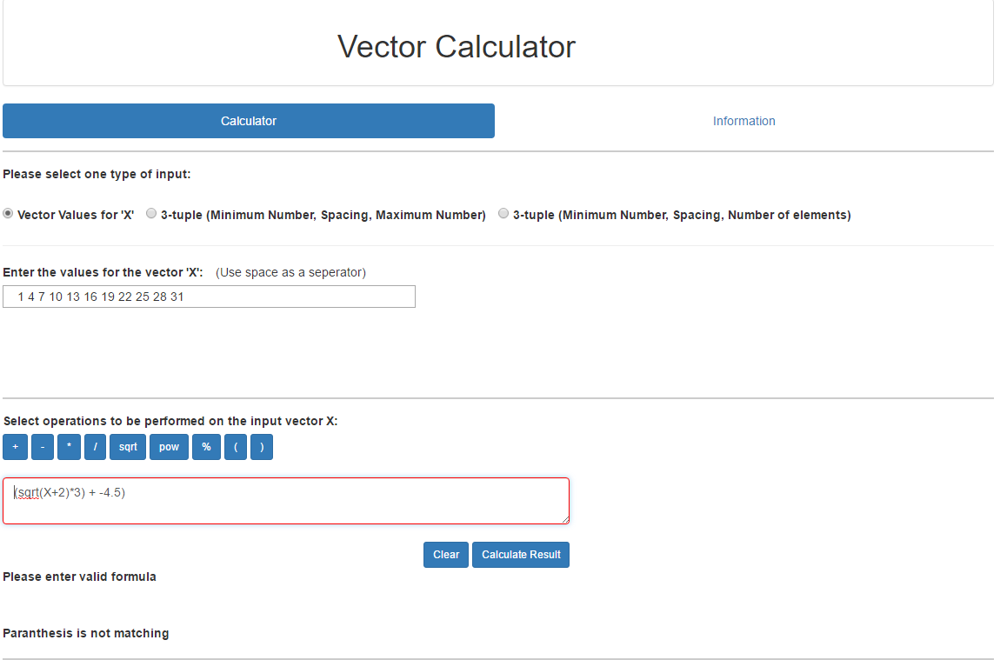 Vector Calculator
Calculator Information
Please select one type of input:
Vector Values for 'X' 3-tuple (Minimum Number, Spacing, Maximum Number) 3-tuple (Minimum Number, Spacing, Number of elements)
Enter the values for the vector 'X': (Use space as a seperator)
1 4 7 10 13 16 19 22 25 28 31
Select operations to be performed on the input vector X:
+ - * / sqrt pow % ( )
(sqrt(X+2)*3) + -4.5)
Clear Calculate Result
Please enter valid formula
Paranthesis is not matching